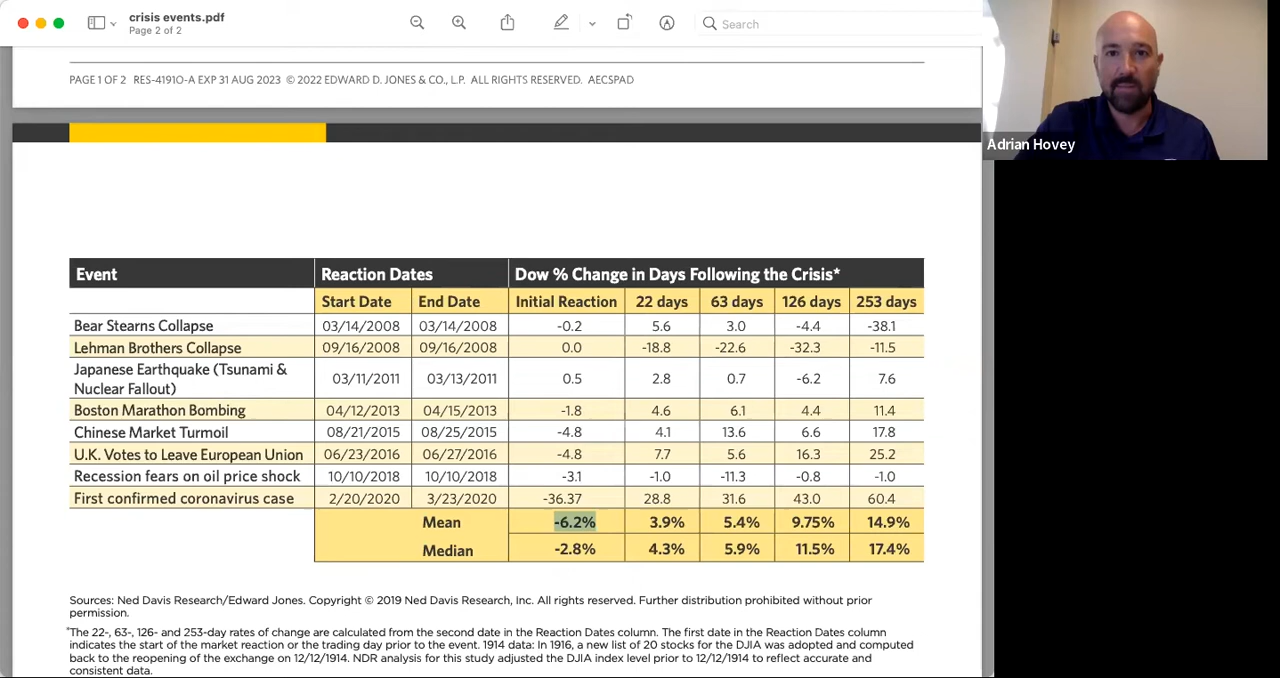 crisis events.pdf
Page 2 of 2
Search
PAGE 1 OF 2 RES-4191O-A EXP 31 AUG 2023 © 2022 EDWARD D. JONES & CO., L.P. ALL RIGHTS RESERVED. AECSPAD
Adrian Hovey
Event Reaction Dates Dow % Change in Days Following the Crisis*
Start Date End Date Initial Reaction 22 days 63 days 126 days 253 days
Bear Stearns Collapse 03/14/2008 03/14/2008 -0.2 5.6 3.0 -4.4 -38.1
Lehman Brothers Collapse 09/16/2008 09/16/2008 0.0 -18.8 -22.6 -32.3 -11.5
Japanese Earthquake (Tsunami &
Nuclear Fallout) 03/11/2011 03/13/2011 0.5 2.8 0.7 -6.2 7.6
Boston Marathon Bombing 04/12/2013 04/15/2013 -1.8 4.6 6.1 4.4 11.4
Chinese Market Turmoil 08/21/2015 08/25/2015 -4.8 4.1 13.6 6.6 17.8
U.K. Votes to Leave European Union 06/23/2016 06/27/2016 -4.8 7.7 5.6 16.3 25.2
Recession fears on oil price shock 10/10/2018 10/10/2018 -3.1 -1.0 -11.3 -0.8 -1.0
First confirmed coronavirus case 2/20/2020 3/23/2020 -36.37 28.8 31.6 43.0 60.4
Mean -6.2% 3.9% 5.4% 9.75% 14.9%
Median -2.8% 4.3% 5.9% 11.5% 17.4%
Sources: Ned Davis Research/Edward Jones. Copyright © 2019 Ned Davis Research, Inc. All rights reserved. Further distribution prohibited without prior
permission.
*The 22-, 63-, 126- and 253-day rates of change are calculated from the second date in the Reaction Dates column. The first date in the Reaction Dates column
indicates the start of the market reaction or the trading day prior to the event. 1914 data: In 1916, a new list of 20 stocks for the DJIA was adopted and computed
back to the reopening of the exchange on 12/12/1914. NDR analysis for this study adjusted the DJIA index level prior to 12/12/1914 to reflect accurate and
consistent data.